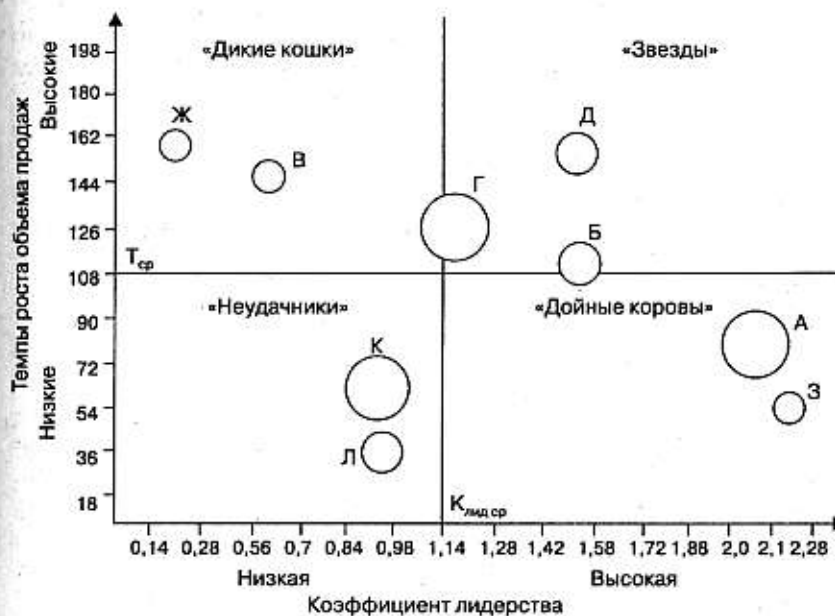 «Дикие кошки» «Звезды»
Темпы роста объема продаж
Высокие
Низкие
198
180
162
144
126
108
90
72
54
36
18
Ж
В
Г
Д
Б
Тср
«Неудачники» «Дойные коровы»
К
Л
А
З
Клид ср
0,14 0,28 0,56 0,7 0,84 0,98 1,14 1,28 1,42 1,58 1,72 1,88 2,0 2,1 2,28
Низкая Высокая
Коэффициент лидерства